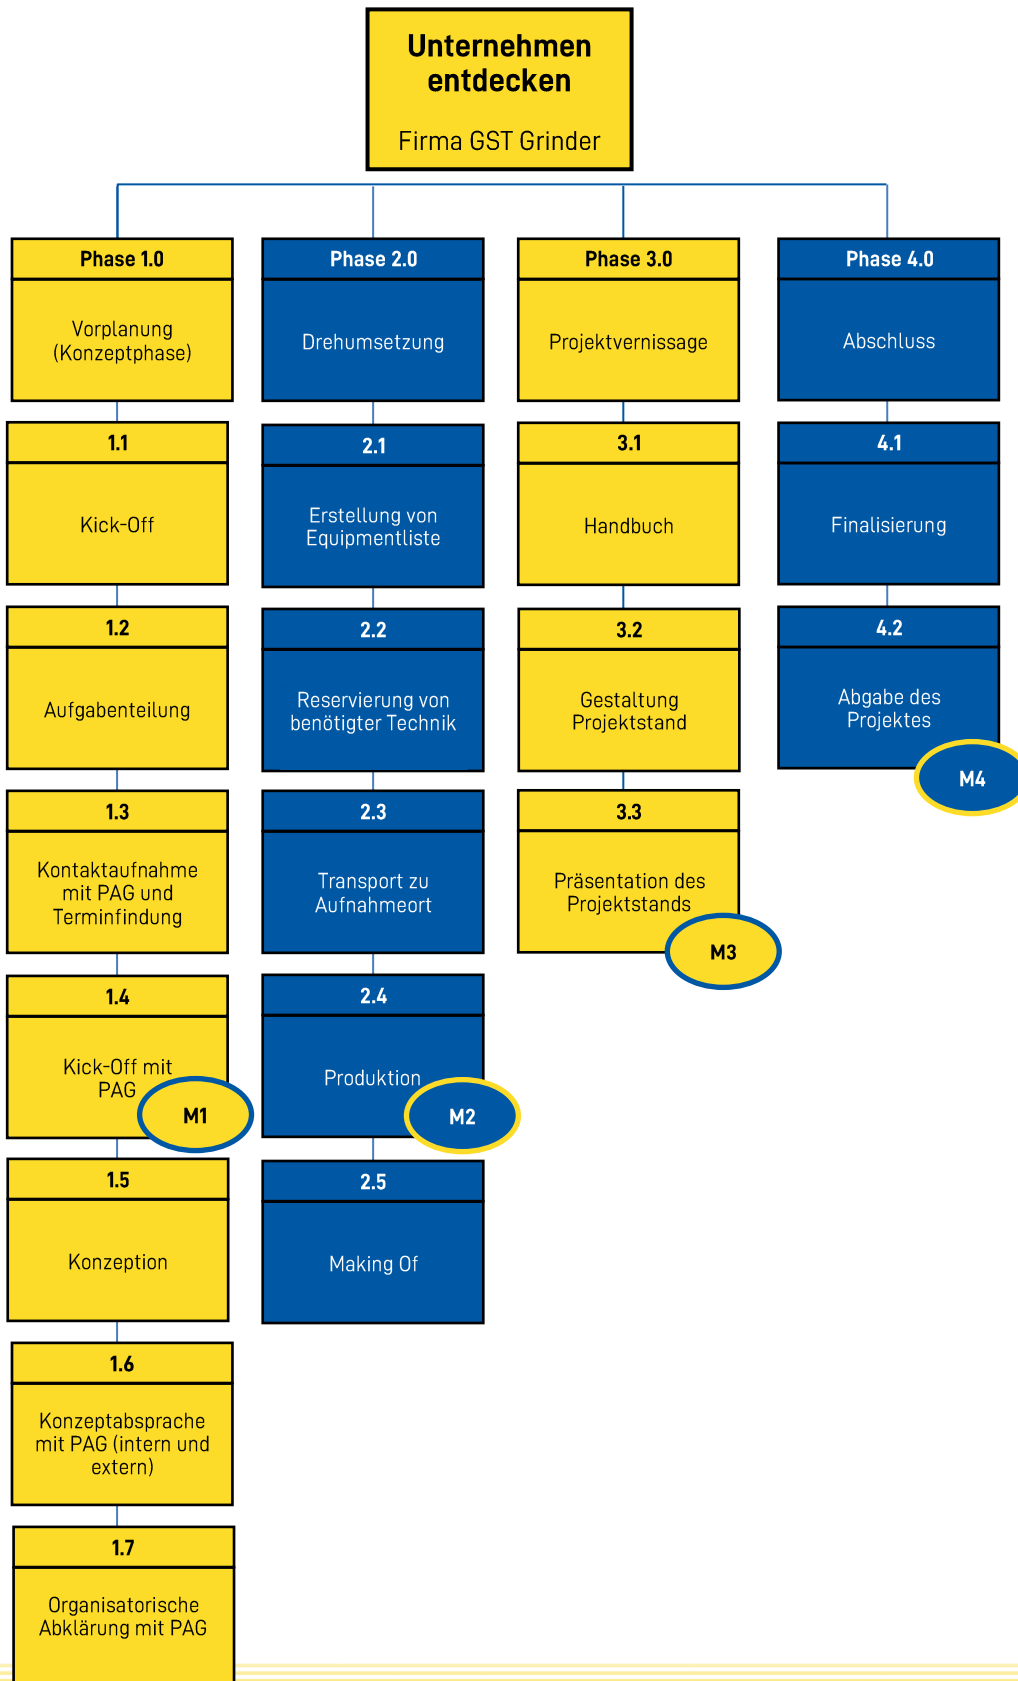 Unternehmen
entdecken
Firma GST Grinder
Phase 1.0
Vorplanung
(Konzeptphase)
1.1
Kick-Off
1.2
Aufgabenteilung
1.3
Kontaktaufnahme
mit PAG und
Terminfindung
1.4
Kick-Off mit
PAG
M1
1.5
Konzeption
1.6
Konzeptabsprache
mit PAG (intern und
extern)
1.7
Organisatorische
Abklärung mit PAG
Phase 2.0
Drehumsetzung
2.1
Erstellung von
Equipmentliste
2.2
Reservierung von
benötigter Technik
2.3
Transport zu
Aufnahmeort
2.4
Produktion
M2
2.5
Making Of
Phase 3.0
Projektvernissage
3.1
Handbuch
3.2
Gestaltung
Projektstand
3.3
Präsentation des
Projektstands
M3
Phase 4.0
Abschluss
4.1
Finalisierung
4.2
Abgabe des
Projektes
M4